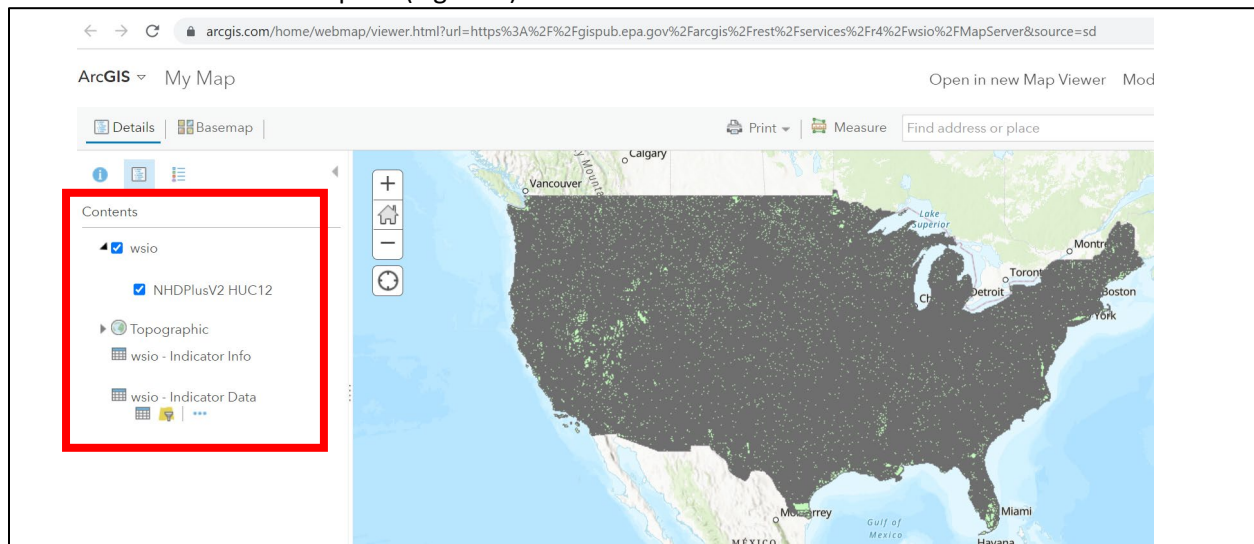 arcgis.com/home/webmap/viewer.html?url=https%3A%2F%2Fgispub.epa.gov%2Farcgis%2Frest%2Fservices%2Fr4%2Fwsio%2FMapServer&source=sd
ArcGIS My Map Open in new Map Viewer Mod
Details Basemap Print Measure Find address or place
Contents
wsio
NHDPlusV2 HUC12
Topographic
wsio - Indicator Info
wsio - Indicator Data
Calgary
Vancouver
Lake
Superior
Montre
Toront
Ch Detroit Boston
York
Monterrey
Miami
Gulf of
Mexico
MÉXICO
Havana